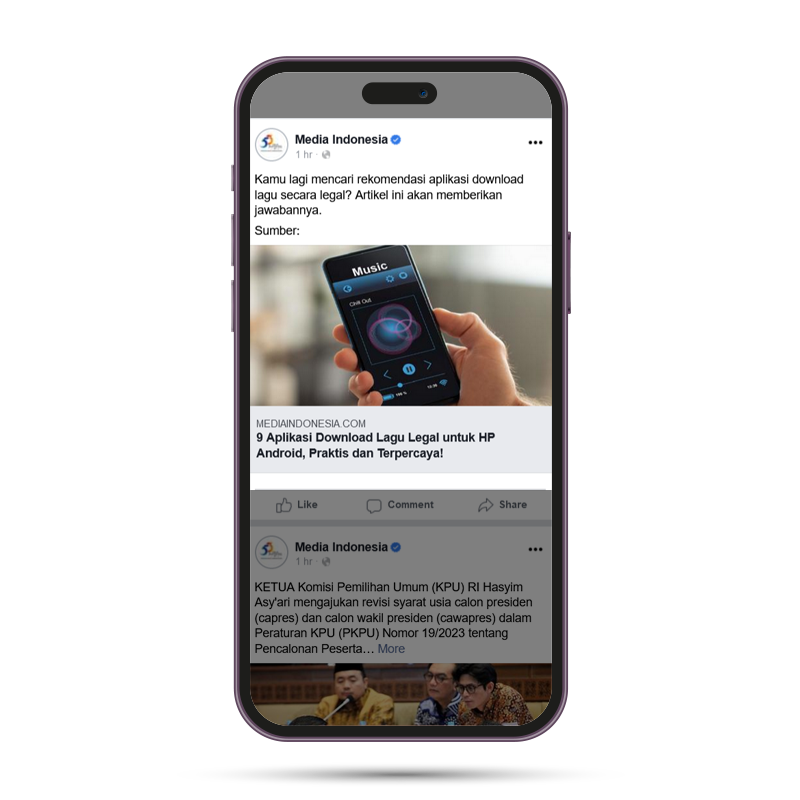 Media Indonesia
1 hr ·
Kamu lagi mencari rekomendasi aplikasi download
lagu secara legal? Artikel ini akan memberikan
jawabannya.
Sumber:
Music
Chill Out
MEDIAINDONESIA.COM
9 Aplikasi Download Lagu Legal untuk HP
Android, Praktis dan Terpercaya!
Like Comment Share
Media Indonesia
1 hr ·
KETUA Komisi Pemilihan Umum (KPU) RI Hasyim
Asy'ari mengajukan revisi syarat usia calon presiden
(capres) dan calon wakil presiden (cawapres) dalam
Peraturan KPU (PKPU) Nomor 19/2023 tentang
Pencalonan Peserta... More